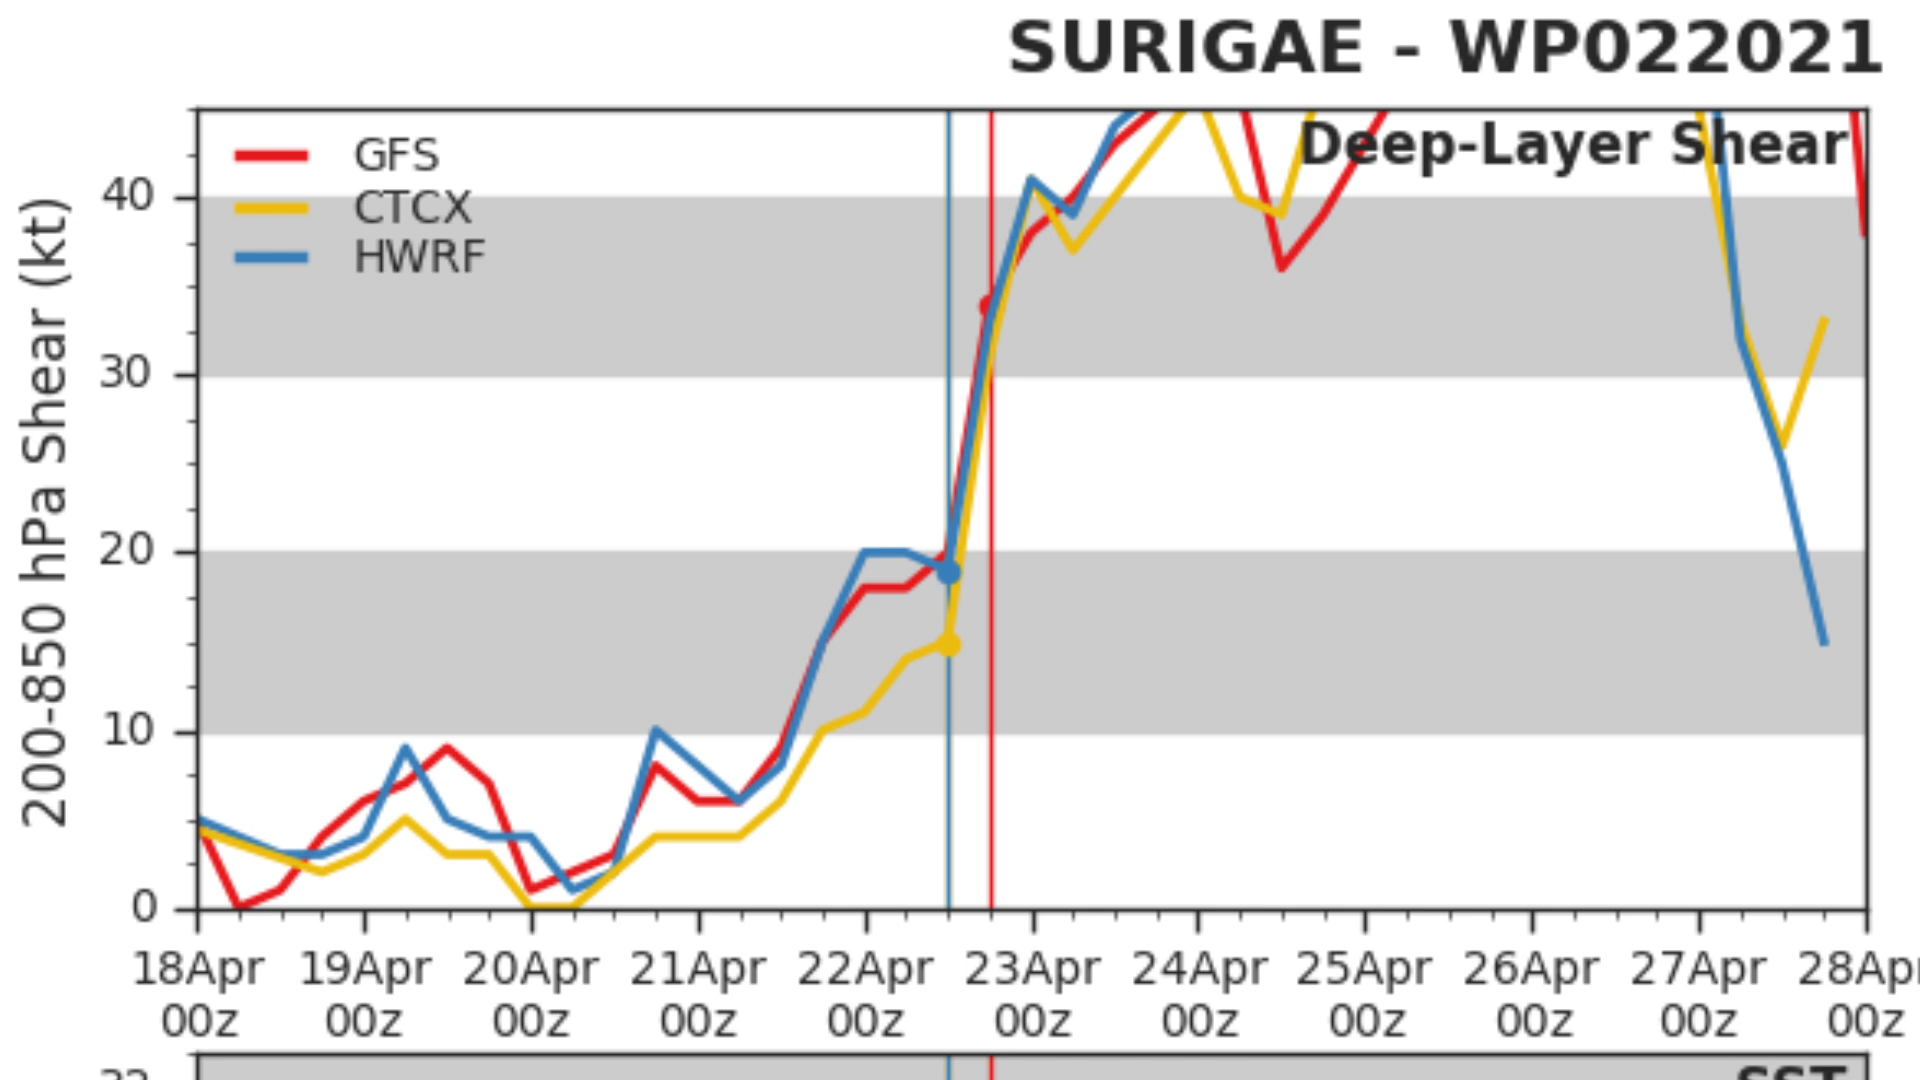 SURIGAE - WP022021
Deep-Layer Shear
GFS
CTCX
HWRF
200-850 hPa Shear (kt)
40
30
20
10
0
18Apr 19Apr 20Apr 21Apr 22Apr 23Apr 24Apr 25Apr 26Apr 27Apr 28Apr
00z 00z 00z 00z 00z 00z 00z 00z 00z 00z 00z
SST